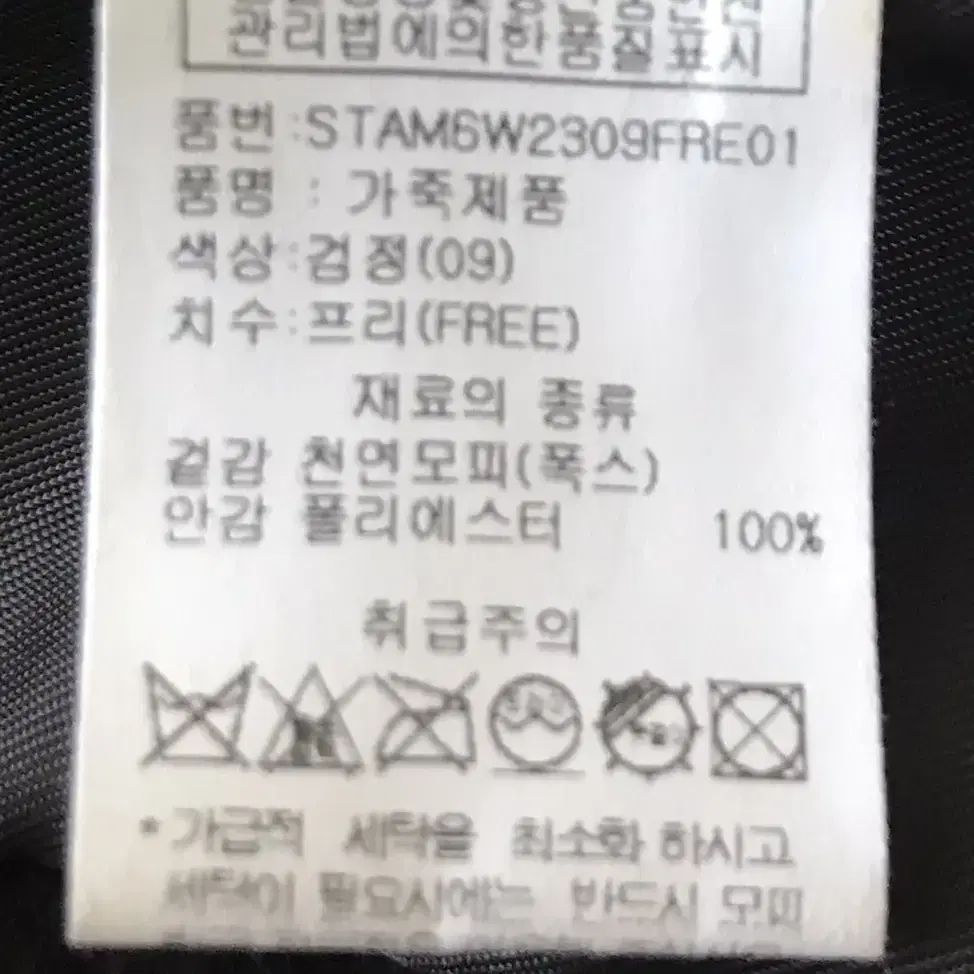 관리법에의한품질표시
품번:STAM6W2309FRE01
품명 : 가죽제품
색상:검정(09)
치수:프리(FREE)
재료의 종류
겉감 천연모피(폭스)
안감 폴리에스터 100%
취급주의
*가급적 세탁을 최소화 하시고
세탁이 필요시에는 반드시 모피